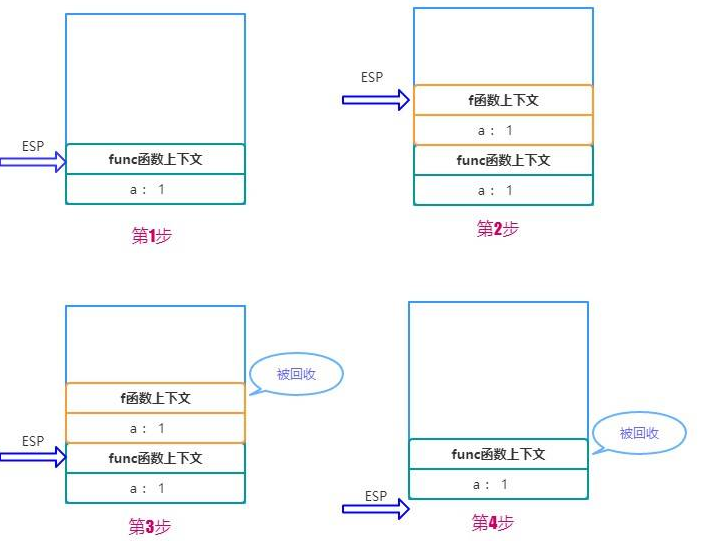 ESP
func函数上下文
a： 1
第1步
ESP
f函数上下文
a： 1
func函数上下文
a： 1
第2步
被回收
f函数上下文
a： 1
ESP
func函数上下文
a： 1
第3步
被回收
func函数上下文
a： 1
ESP
第4步